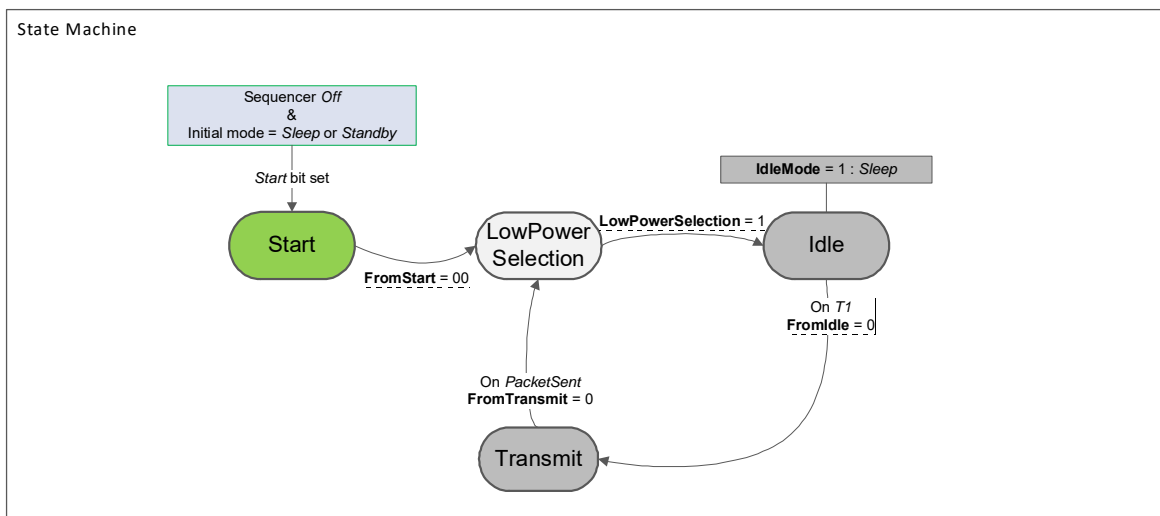 State Machine
Sequencer Off
&
Initial mode = Sleep or Standby
Start bit set
IdleMode = 1 : Sleep
Start
LowPower
Selection
LowPowerSelection = 1
Idle
FromStart = 00
On T1
FromIdle = 0
On PacketSent
FromTransmit = 0
Transmit